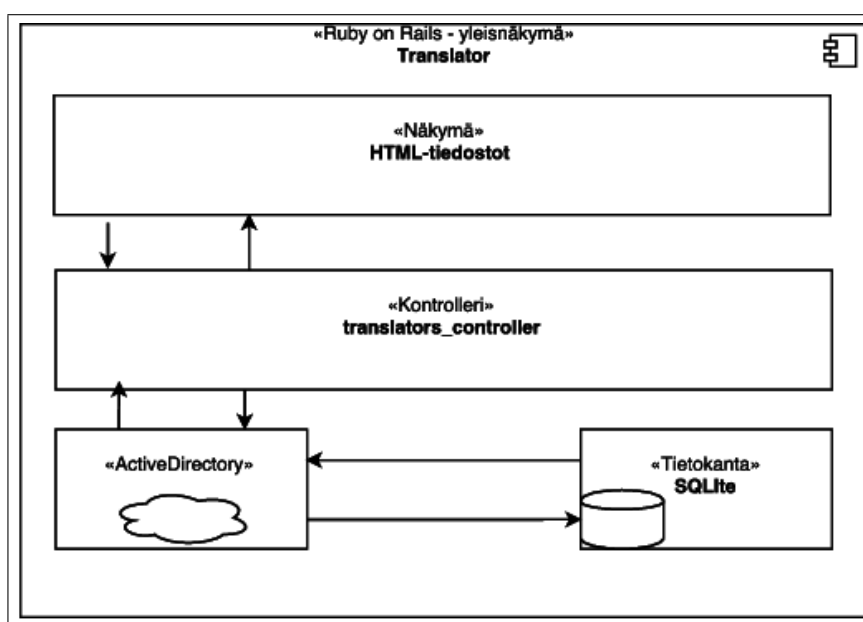 «Ruby on Rails - yleisnäkymä»
Translator
«Näkymä»
HTML-tiedostot
«Kontrolleri»
translators_controller
«ActiveDirectory»
«Tietokanta»
SQLIte